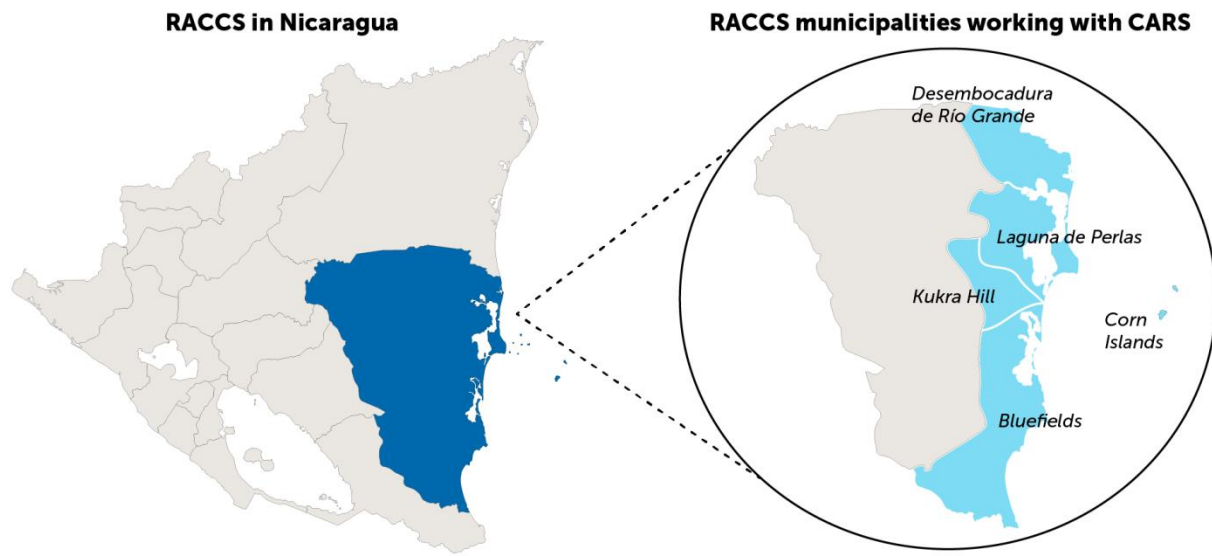 RACCS in Nicaragua
RACCS municipalities working with CARS
Desembocadura
de Río Grande
Laguna de Perlas
Kukra Hill
Corn
Islands
Bluefields